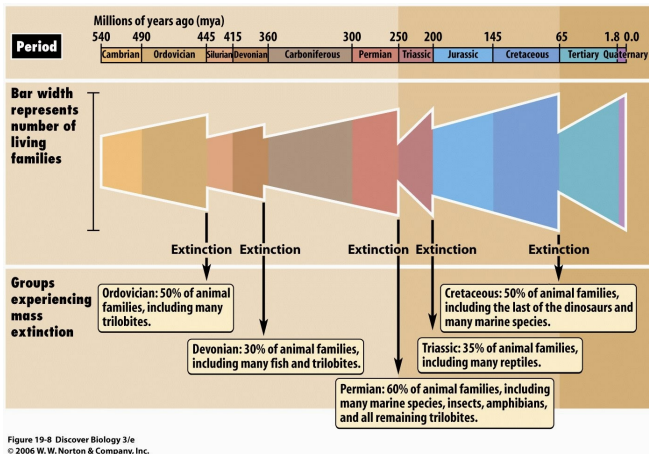 Millions of years ago (mya)
540 490 445 415 360 300 250 200 145 65 1.8 0.0
Period
Cambrian Ordovician Silurian Devonian Carboniferous Permian Triassic Jurassic Cretaceous Tertiary Quaternary
Bar width
represents
number of
living
families
Extinction Extinction Extinction Extinction Extinction
Groups
experiencing
mass
extinction
Ordovician: 50% of animal
families, including many
trilobites.
Cretaceous: 50% of animal families,
including the last of the dinosaurs and
many marine species.
Devonian: 30% of animal families,
including many fish and trilobites.
Triassic: 35% of animal families,
including many reptiles.
Permian: 60% of animal families, including
many marine species, insects, amphibians,
and all remaining trilobites.
Figure 19-8 Discover Biology 3/e
© 2006 W. W. Norton & Company, Inc.